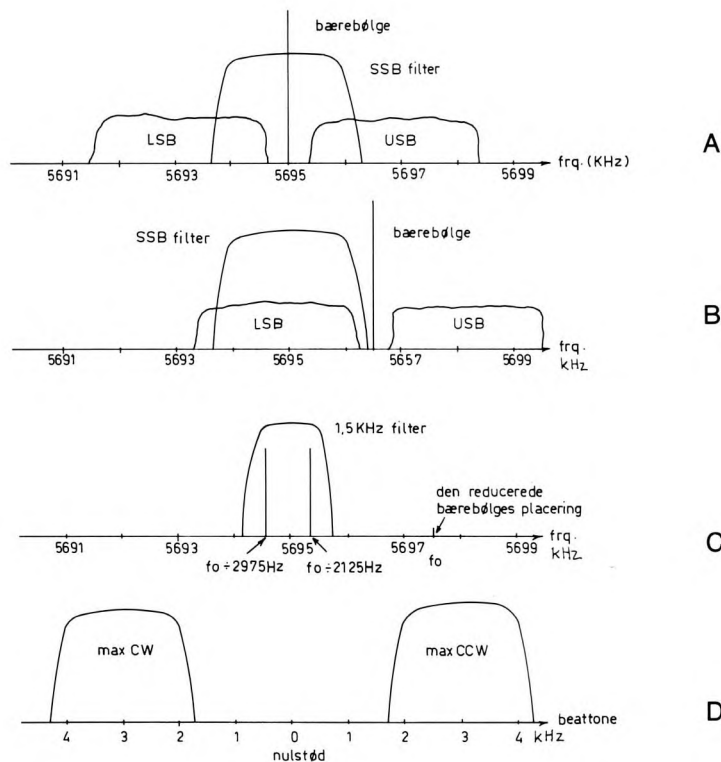 bærebølge
SSB filter
LSB
USB
A
5691 5693 5695 5697 5699 frq. (KHz)
SSB filter
bærebølge
LSB
USB
B
5691 5693 5695 5657 5699 frq.
kHz
1,5 KHz filter
den reducerede
bærebølges placering
5691 5693 5695 5697 5699 frq.
kHz
C
fo÷2975Hz
fo÷2125Hz
fo
max CW
max CCW
beattone
D
4 3 2 1 0 1 2 3 4 kHz
nulstød